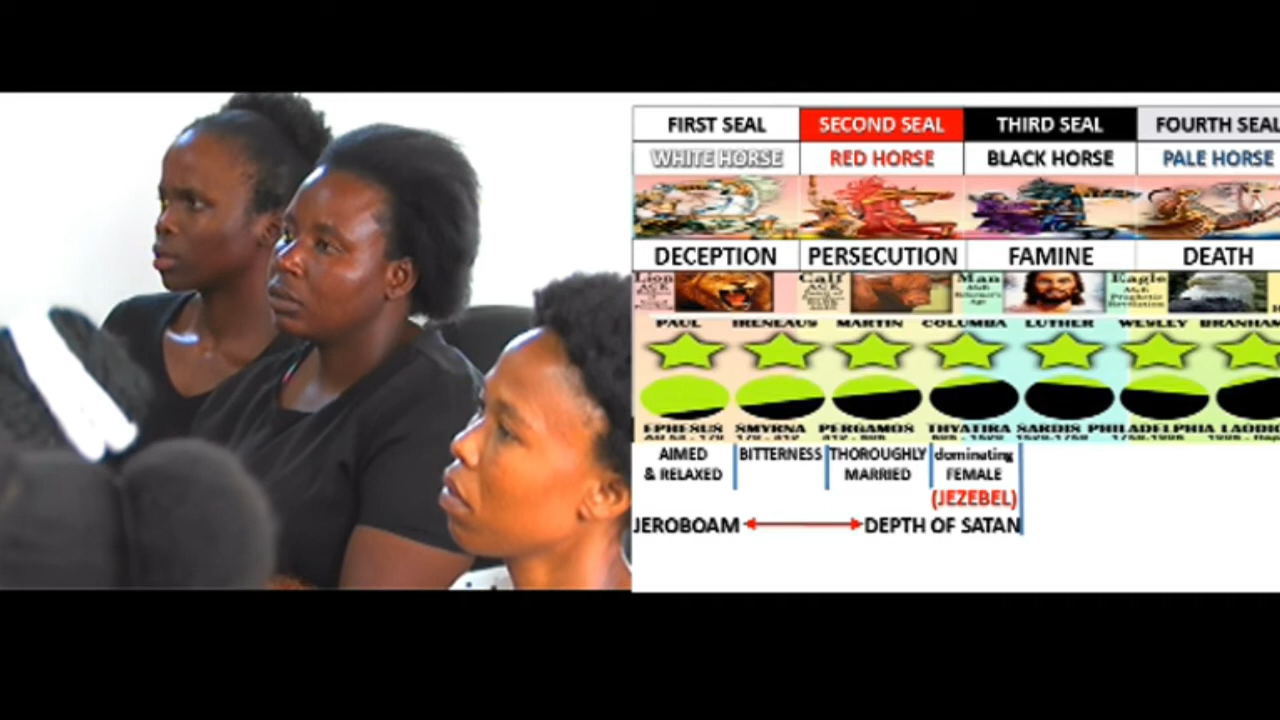 FIRST SEAL SECOND SEAL THIRD SEAL FOURTH SEAL
WHITE HORSE RED HORSE BLACK HORSE PALE HORSE
DECEPTION PERSECUTION FAMINE DEATH
Lion Calf Man Eagle
PAUL IRENEAUS MARTIN COLUMBA LUTHER WESLEY BRANHAM
EPHESUS SMYRNA PERGAMOS THYATIRA SARDIS PHILADELPHIA LAODIC
AIMED BITTERNESS THOROUGHLY dominating
& RELAXED MARRIED FEMALE
(JEZEBEL)
JEROBOAM DEPTH OF SATAN